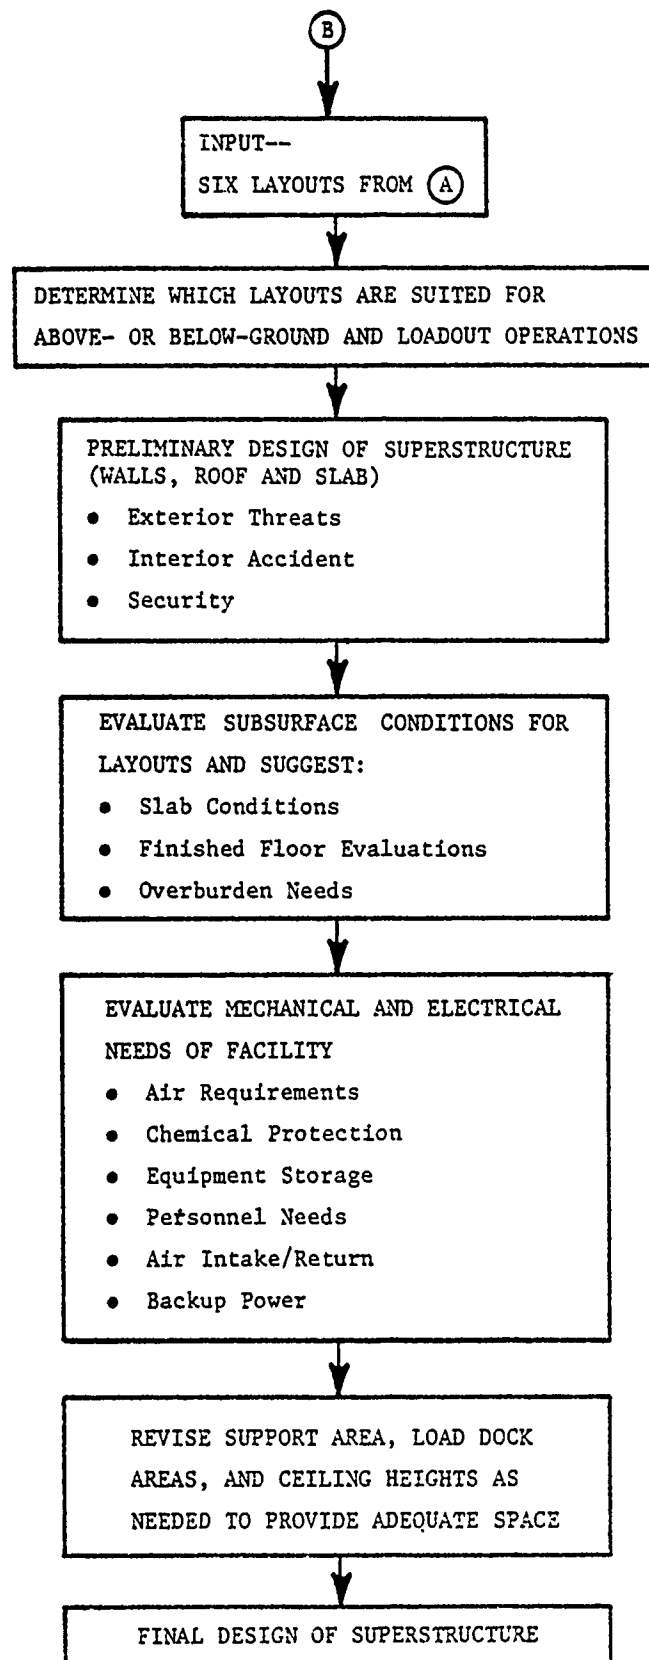 B
INPUT--
SIX LAYOUTS FROM A
DETERMINE WHICH LAYOUTS ARE SUITED FOR
ABOVE- OR BELOW-GROUND AND LOADOUT OPERATIONS
PRELIMINARY DESIGN OF SUPERSTRUCTURE
(WALLS, ROOF AND SLAB)
• Exterior Threats
• Interior Accident
• Security
EVALUATE SUBSURFACE CONDITIONS FOR
LAYOUTS AND SUGGEST:
• Slab Conditions
• Finished Floor Evaluations
• Overburden Needs
EVALUATE MECHANICAL AND ELECTRICAL
NEEDS OF FACILITY
• Air Requirements
• Chemical Protection
• Equipment Storage
• Personnel Needs
• Air Intake/Return
• Backup Power
REVISE SUPPORT AREA, LOAD DOCK
AREAS, AND CEILING HEIGHTS AS
NEEDED TO PROVIDE ADEQUATE SPACE
FINAL DESIGN OF SUPERSTRUCTURE